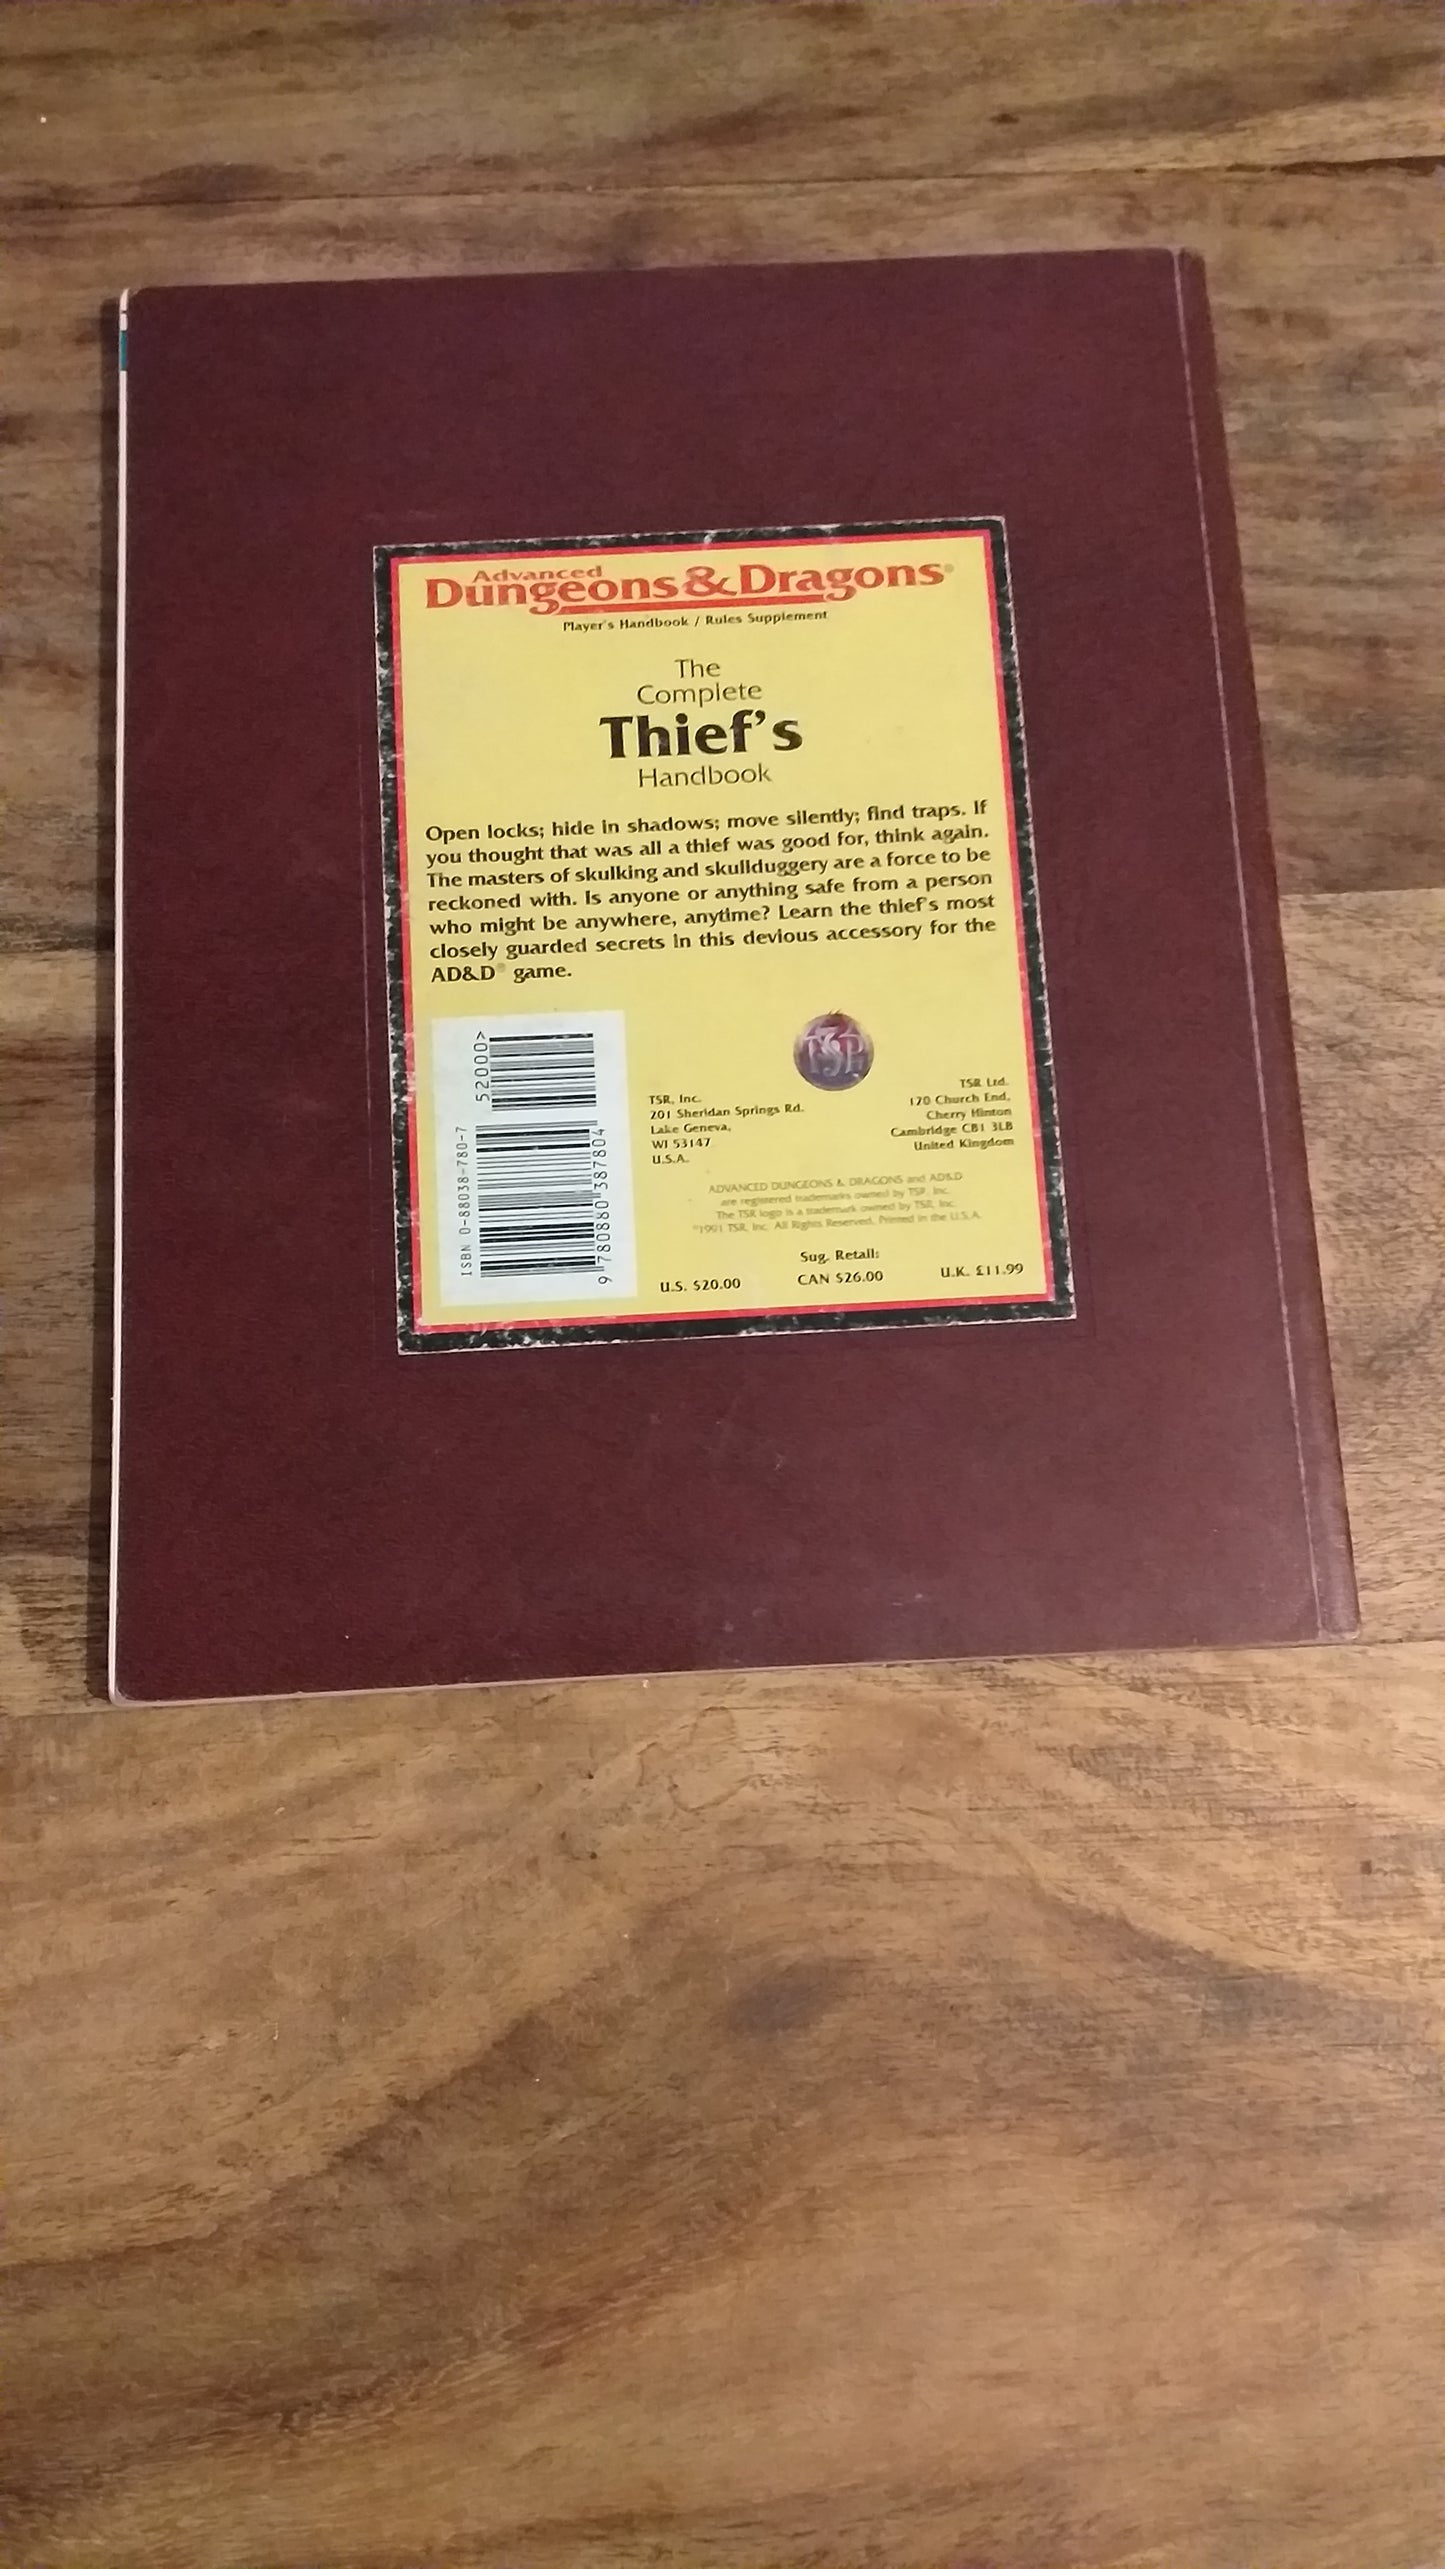 Advanced
Dungeons & Dragons®
Player's Handbook / Rules Supplement
The
Complete
Thief's
Handbook
Open locks; hide in shadows; move silently; find traps. If
you thought that was all a thief was good for, think again.
The masters of skulking and skullduggery are a force to be
reckoned with. Is anyone or anything safe from a person
who might be anywhere, anytime? Learn the thief's most
closely guarded secrets in this devious accessory for the
AD&D® game.
52000>
ISBN 0-88038-780-7
9 780880 387804
TSR
TSR, Inc.
201 Sheridan Springs Rd.
Lake Geneva,
WI 53147
U.S.A.
TSR Ltd.
120 Church End,
Cherry Hinton
Cambridge CB1 3LB
United Kingdom
ADVANCED DUNGEONS & DRAGONS and AD&D
are registered trademarks owned by TSR, Inc.
The TSR logo is a trademark owned by TSR, Inc.
©1991 TSR, Inc. All Rights Reserved. Printed in the U.S.A.
Sug. Retail:
U.S. $20.00 CAN $26.00 U.K. £11.99